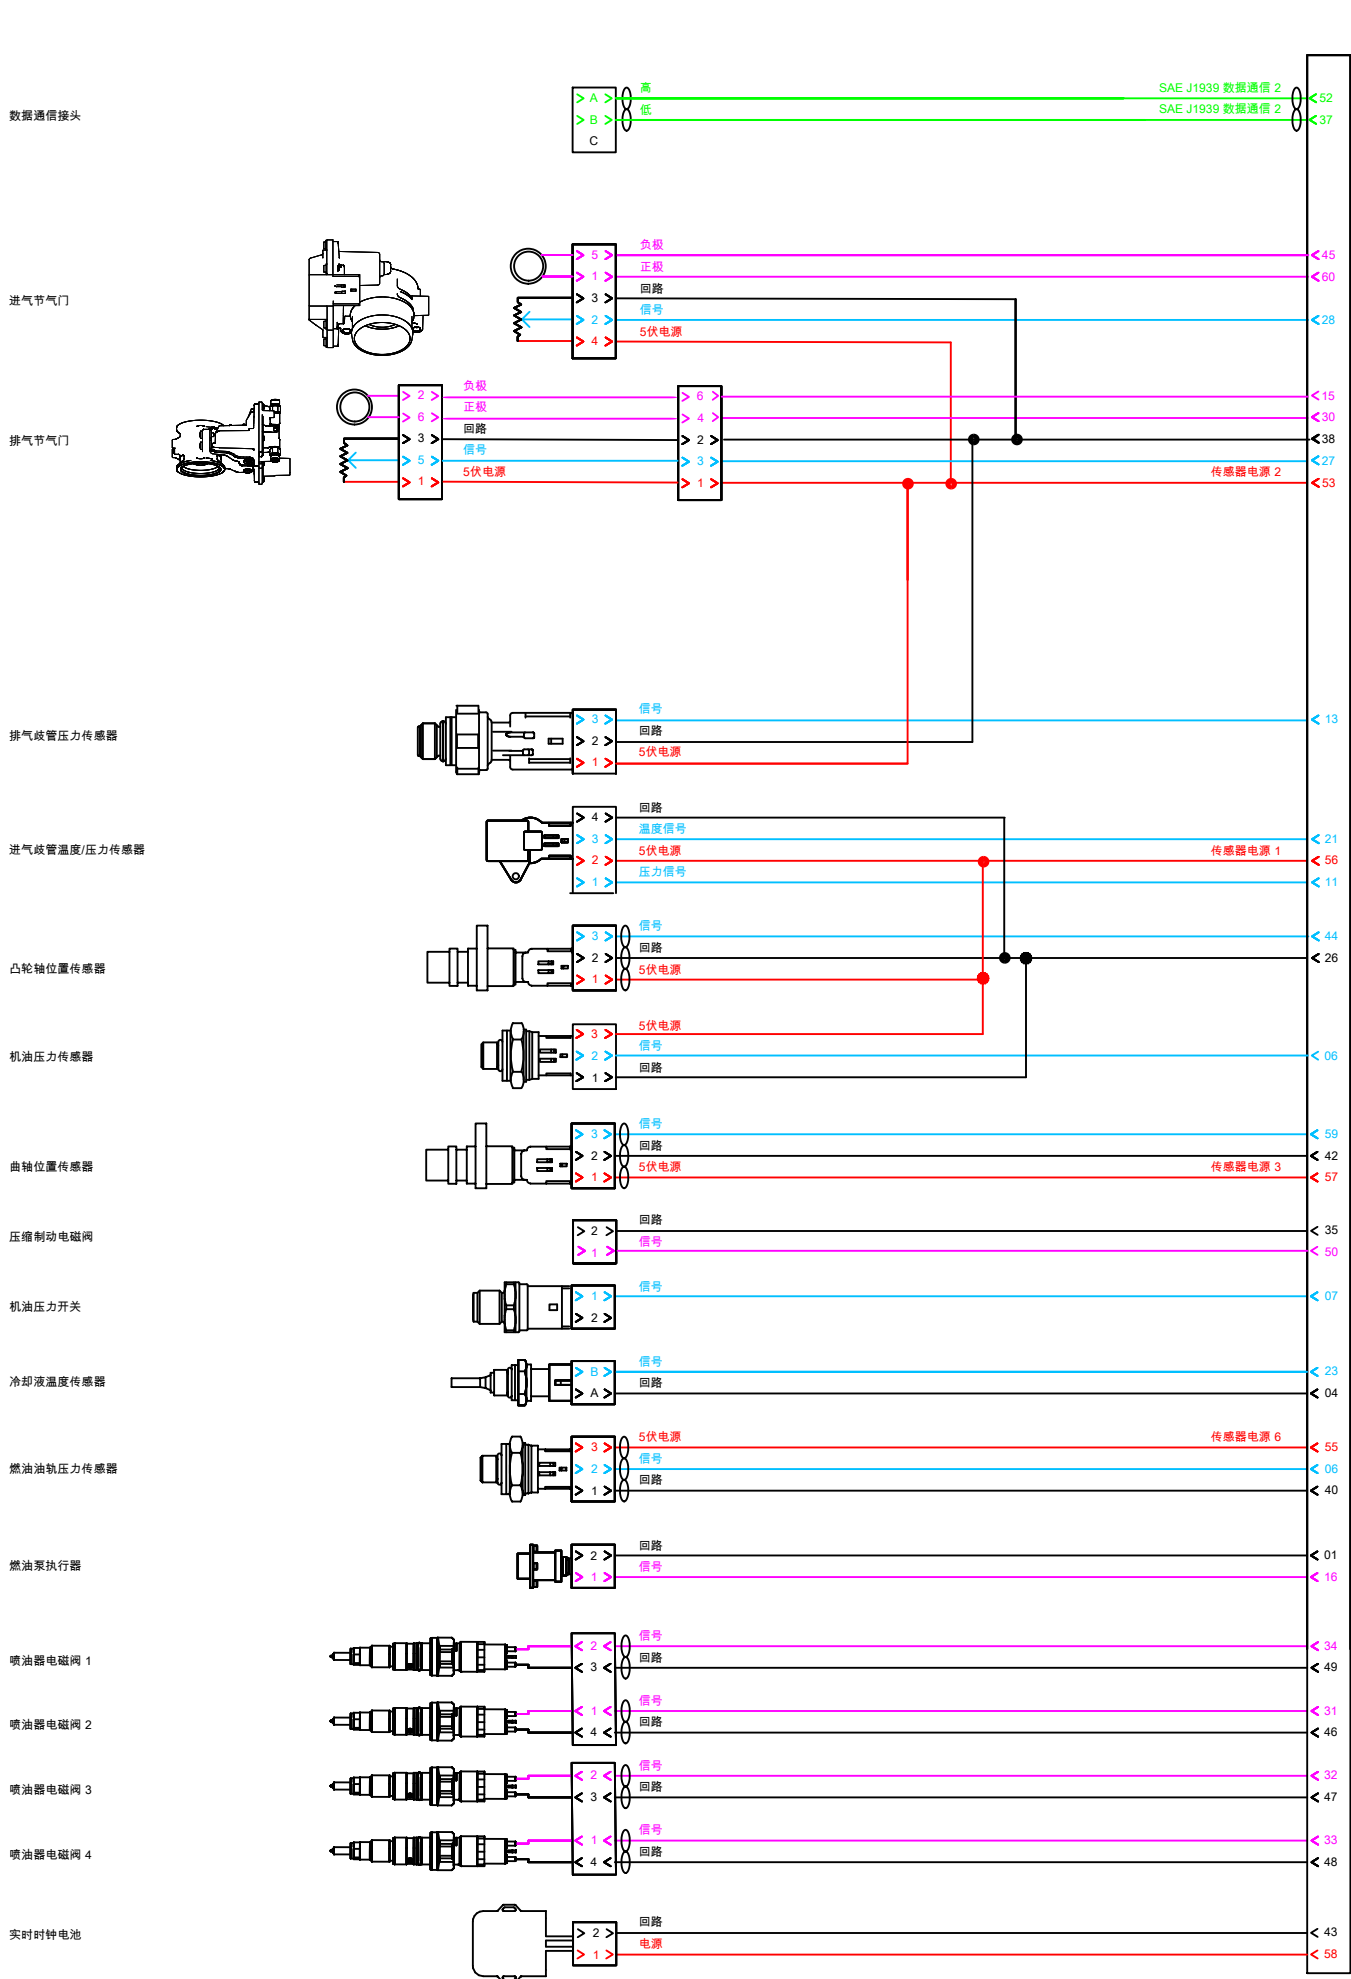 高 SAE J1939 数据通信 2
数据通信接头 A 52
低 SAE J1939 数据通信 2
B 37
C
负极
5 45
正极
1 60
回路
进气节气门 3
信号
2 28
5伏电源
4
负极
2 6 15
正极
6 4 30
回路
排气节气门 3 2 38
信号
5 3 27
5伏电源 传感器电源 2
1 1 53
信号
3 13
回路
排气歧管压力传感器 2
5伏电源
1
回路
4
温度信号
3 21
进气歧管温度/压力传感器 5伏电源 传感器电源 1
2 56
压力信号
1 11
信号
3 44
回路
2 26
凸轮轴位置传感器 5伏电源
1
5伏电源
3
信号
机油压力传感器 2 06
回路
1
信号
3 59
回路
2 42
曲轴位置传感器 5伏电源 传感器电源 3
1 57
回路
2 35
压缩制动电磁阀 信号
1 50
信号
1 07
机油压力开关
2
信号
B 23
冷却液温度传感器 回路
A 04
5伏电源 传感器电源 6
3 55
信号
燃油油轨压力传感器 2 06
回路
1 40
回路
2 01
燃油泵执行器 信号
1 16
信号
2 34
喷油器电磁阀 1 回路
3 49
信号
1 31
喷油器电磁阀 2 回路
4 46
信号
2 32
喷油器电磁阀 3 回路
3 47
信号
1 33
喷油器电磁阀 4 回路
4 48
回路
2 43
实时时钟电池 电源
1 58